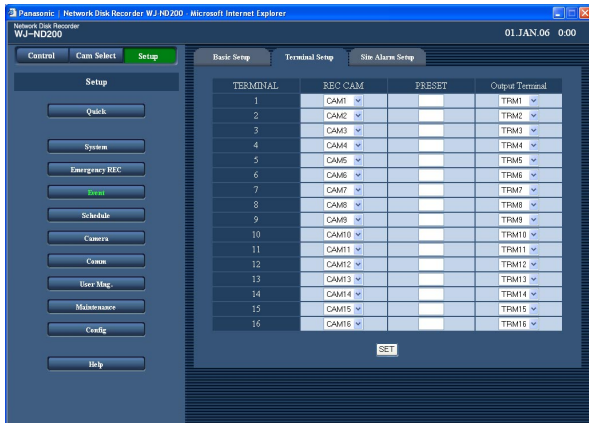 Panasonic | Network Disk Recorder WJ-ND200 - Microsoft Internet Explorer
Network Disk Recorder
WJ-ND200
01.JAN.06 0:00
Control Cam Select Setup
Basic Setup Terminal Setup Site Alarm Setup
Setup
Quick
System
Emergency REC
Event
Schedule
Camera
Comm
User Mng.
Maintenance
Config
Help
TERMINAL REC CAM PRESET Output Terminal
1 CAM1 TRM1
2 CAM2 TRM2
3 CAM3 TRM3
4 CAM4 TRM4
5 CAM5 TRM5
6 CAM6 TRM6
7 CAM7 TRM7
8 CAM8 TRM8
9 CAM9 TRM9
10 CAM10 TRM10
11 CAM11 TRM11
12 CAM12 TRM12
13 CAM13 TRM13
14 CAM14 TRM14
15 CAM15 TRM15
16 CAM16 TRM16
SET